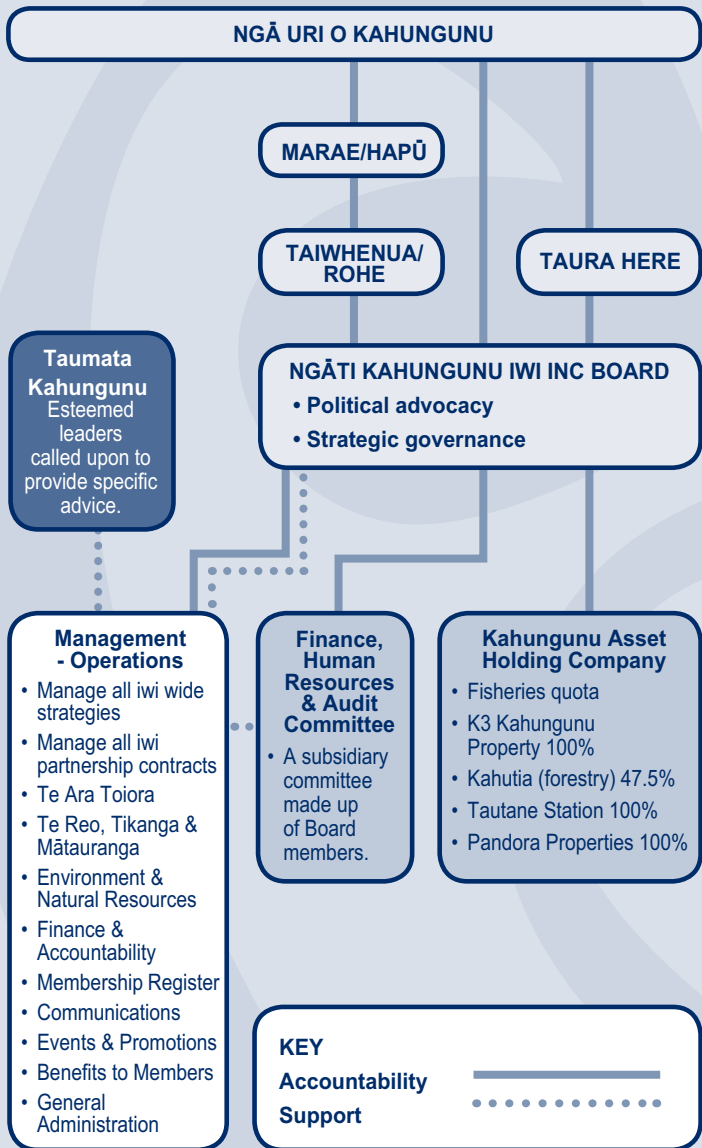 NGĀ URI O KAHUNGUNU
MARAE/HAPŪ
TAIWHENUA/
ROHE
TAURA HERE
Taumata
Kahungunu
Esteemed
leaders
called upon to
provide specific
advice.
NGĀTI KAHUNGUNU IWI INC BOARD
• Political advocacy
• Strategic governance
Management
- Operations
• Manage all iwi wide
strategies
• Manage all iwi
partnership contracts
• Te Ara Toiora
• Te Reo, Tikanga &
Mātauranga
• Environment &
Natural Resources
• Finance &
Accountability
• Membership Register
• Communications
• Events & Promotions
• Benefits to Members
• General
Administration
Finance,
Human
Resources
& Audit
Committee
• A subsidiary
committee
made up
of Board
members.
Kahungunu Asset
Holding Company
• Fisheries quota
• K3 Kahungunu
Property 100%
• Kahutia (forestry) 47.5%
• Tautane Station 100%
• Pandora Properties 100%
KEY
Accountability
Support